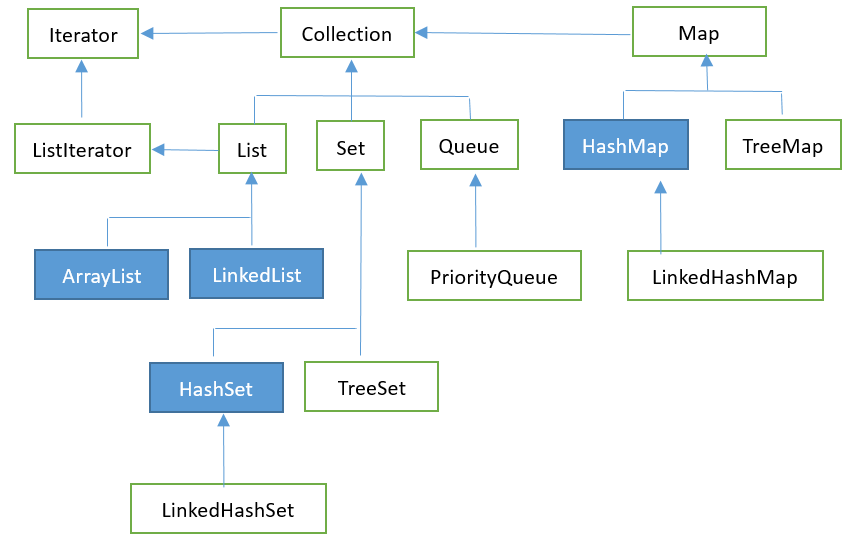 Iterator
Collection
Map
ListIterator
List
Set
Queue
HashMap
TreeMap
ArrayList
LinkedList
PriorityQueue
LinkedHashMap
HashSet
TreeSet
LinkedHashSet